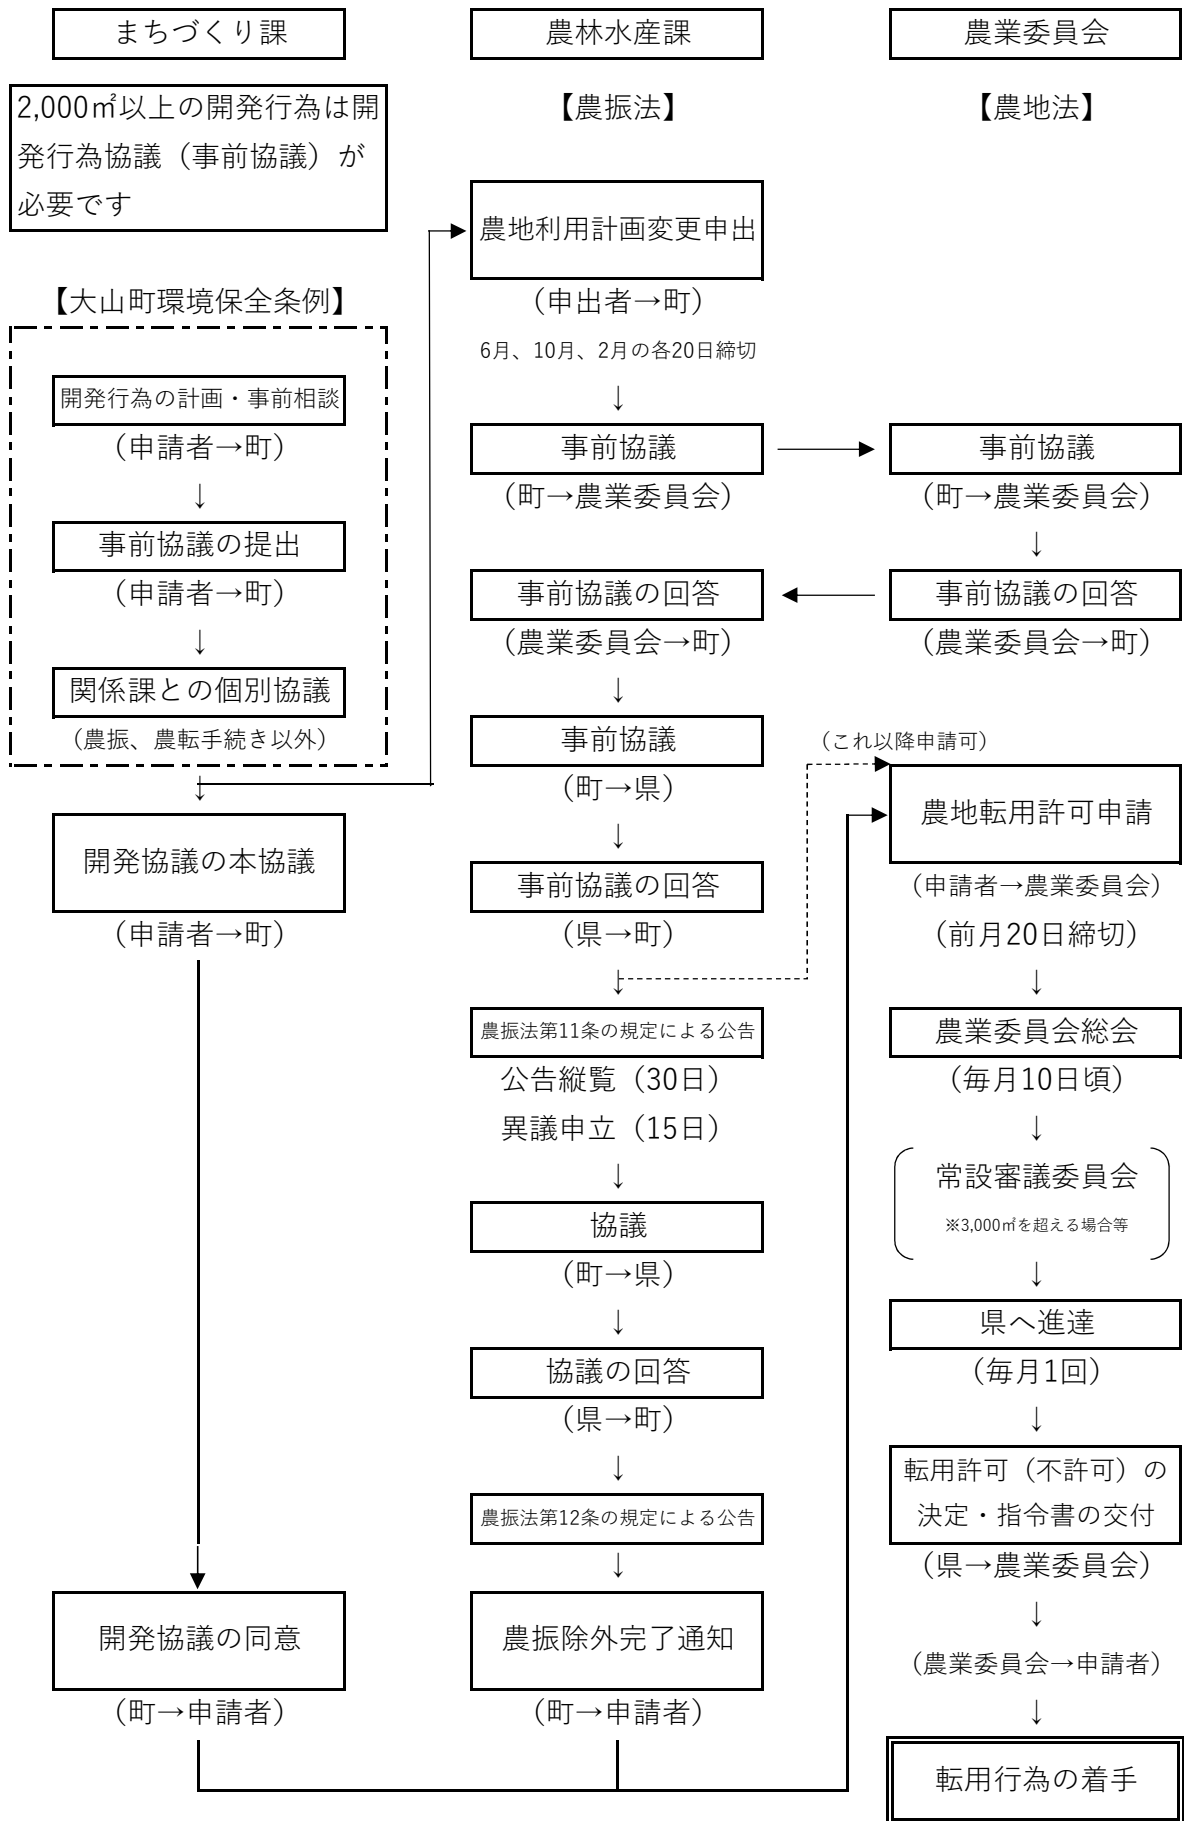 まちづくり課
2,000㎡以上の開発行為は開
発行為協議（事前協議）が
必要です
【大山町環境保全条例】
開発行為の計画・事前相談
（申請者→町）
↓
事前協議の提出
（申請者→町）
↓
関係課との個別協議
（農振、農転手続き以外）
↓
開発協議の本協議
（申請者→町）
開発協議の同意
（町→申請者）
農林水産課
【農振法】
農地利用計画変更申出
（申出者→町）
6月、10月、2月の各20日締切
↓
事前協議
（町→農業委員会）
事前協議の回答
（農業委員会→町）
↓
事前協議
（町→県）
↓
事前協議の回答
（県→町）
↓
農振法第11条の規定による公告
公告縦覧（30日）
異議申立（15日）
↓
協議
（町→県）
↓
協議の回答
（県→町）
↓
農振法第12条の規定による公告
↓
農振除外完了通知
（町→申請者）
農業委員会
【農地法】
事前協議
（町→農業委員会）
↓
事前協議の回答
（農業委員会→町）
（これ以降申請可）
農地転用許可申請
（申請者→農業委員会）
（前月20日締切）
↓
農業委員会総会
（毎月10日頃）
↓
常設審議委員会
※3,000㎡を超える場合等
↓
県へ進達
（毎月1回）
↓
転用許可（不許可）の
決定・指令書の交付
（県→農業委員会）
↓
（農業委員会→申請者）
↓
転用行為の着手